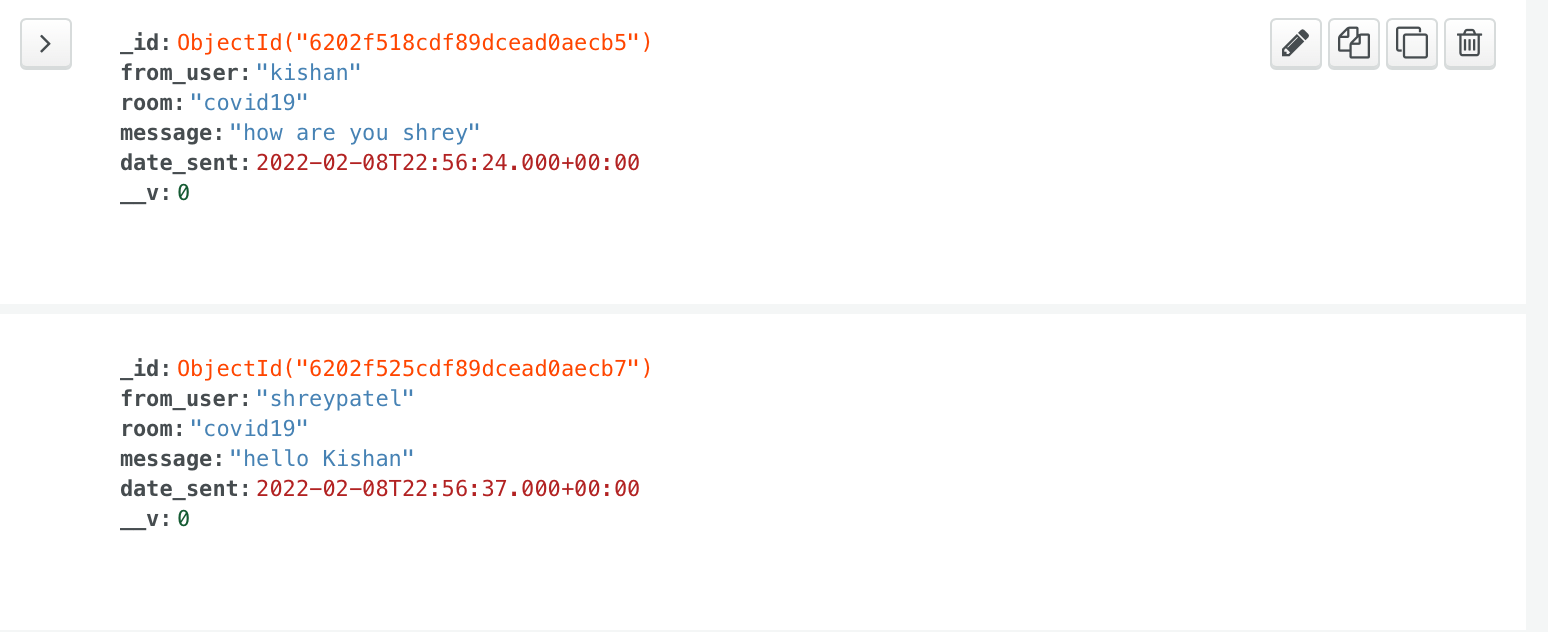 _id: ObjectId("6202f518cdf89dcead0aecb5")
from_user: "kishan"
room: "covid19"
message: "how are you shrey"
date_sent: 2022-02-08T22:56:24.000+00:00
__v: 0
_id: ObjectId("6202f525cdf89dcead0aecb7")
from_user: "shreypatel"
room: "covid19"
message: "hello Kishan"
date_sent: 2022-02-08T22:56:37.000+00:00
__v: 0